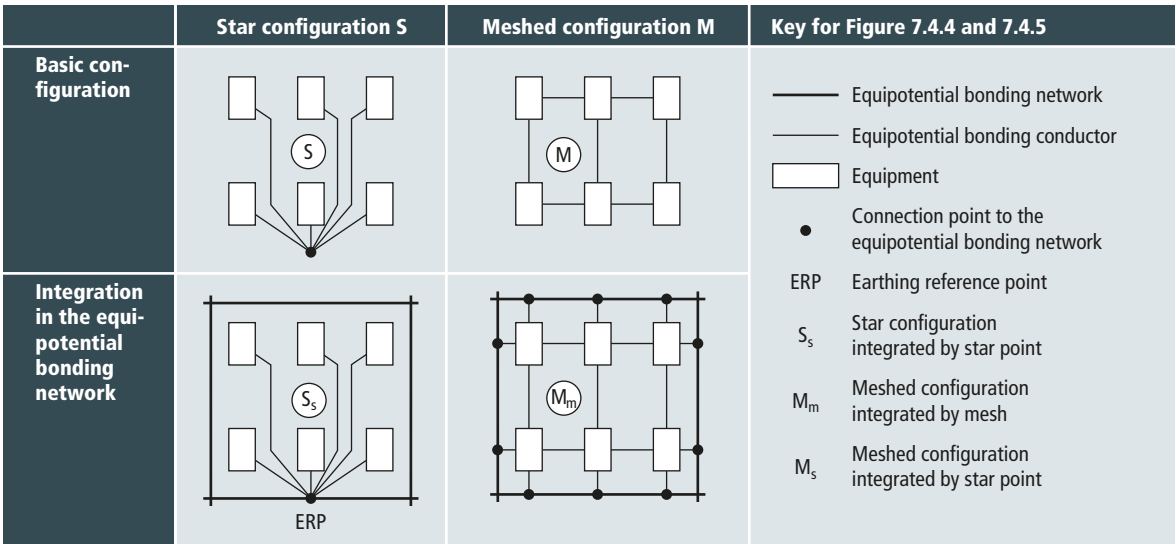 Star configuration S
Meshed configuration M
Key for Figure 7.4.4 and 7.4.5
Basic con-
figuration
S
M
Integration
in the equi-
potential
bonding
network
Ss
ERP
Mm
Equipotential bonding network
Equipotential bonding conductor
Equipment
Connection point to the
equipotential bonding network
ERP Earthing reference point
Ss Star configuration
integrated by star point
Mm Meshed configuration
integrated by mesh
Ms Meshed configuration
integrated by star point